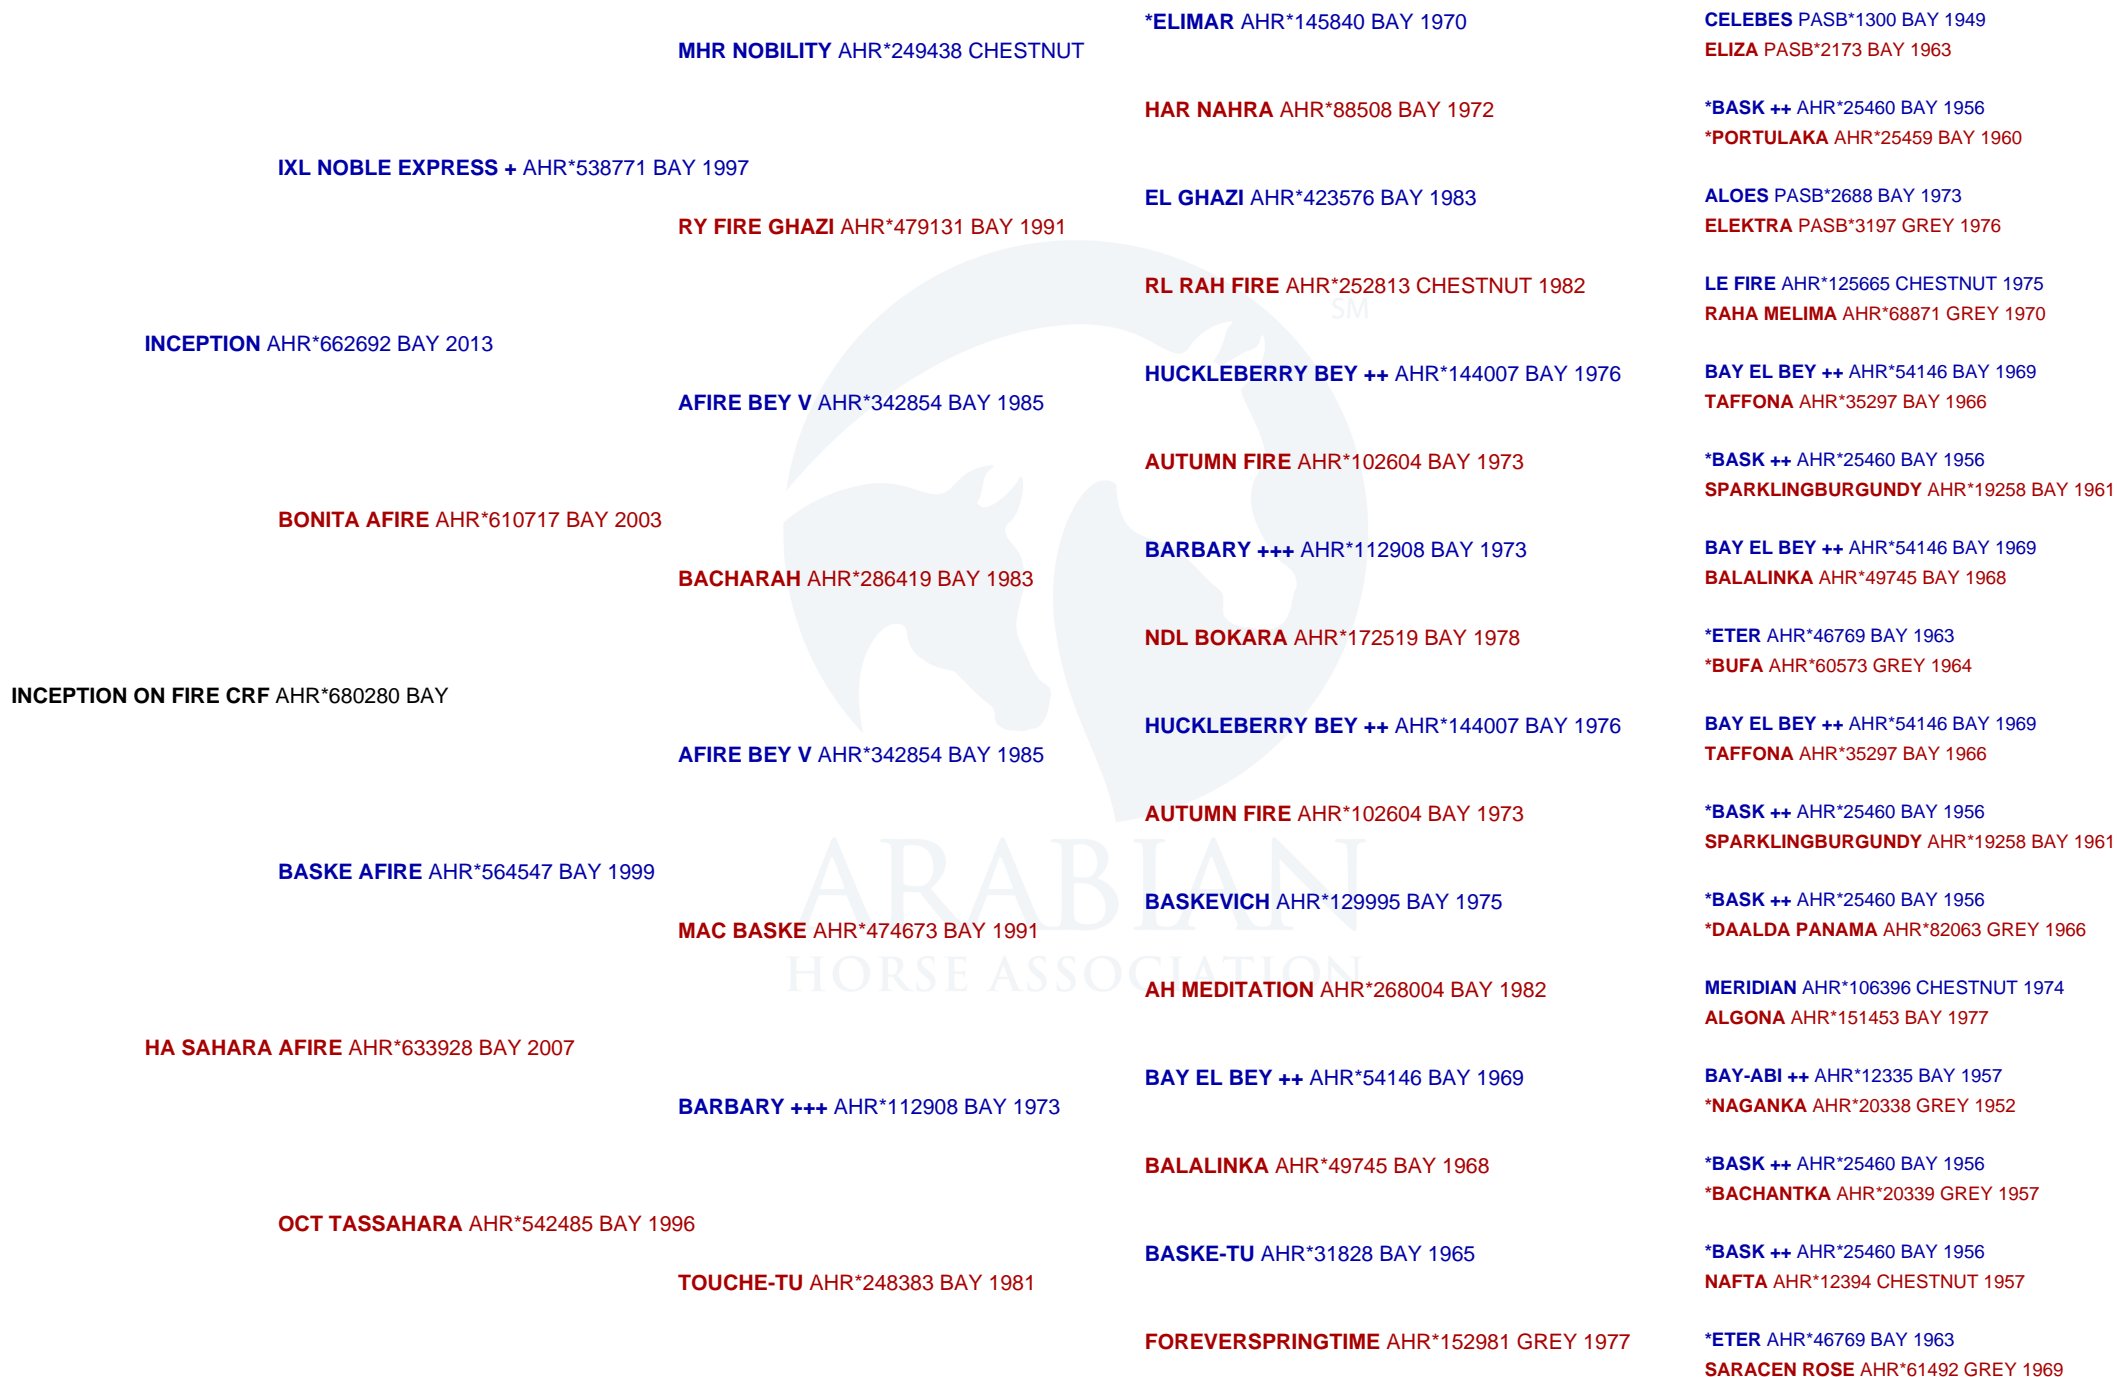 *ELIMAR AHR*145840 BAY 1970
CELEBES PASB*1300 BAY 1949
MHR NOBILITY AHR*249438 CHESTNUT
ELIZA PASB*2173 BAY 1963
HAR NAHRA AHR*88508 BAY 1972
*BASK ++ AHR*25460 BAY 1956
*PORTULAKA AHR*25459 BAY 1960
IXL NOBLE EXPRESS + AHR*538771 BAY 1997
EL GHAZI AHR*423576 BAY 1983
ALOES PASB*2688 BAY 1973
RY FIRE GHAZI AHR*479131 BAY 1991
ELEKTRA PASB*3197 GREY 1976
RL RAH FIRE AHR*252813 CHESTNUT 1982
LE FIRE AHR*125665 CHESTNUT 1975
RAHA MELIMA AHR*68871 GREY 1970
SM
INCEPTION AHR*662692 BAY 2013
HUCKLEBERRY BEY ++ AHR*144007 BAY 1976
BAY EL BEY ++ AHR*54146 BAY 1969
AFIRE BEY V AHR*342854 BAY 1985
TAFFONA AHR*35297 BAY 1966
AUTUMN FIRE AHR*102604 BAY 1973
*BASK ++ AHR*25460 BAY 1956
SPARKLINGBURGUNDY AHR*19258 BAY 1961
BONITA AFIRE AHR*610717 BAY 2003
BARBARY +++ AHR*112908 BAY 1973
BAY EL BEY ++ AHR*54146 BAY 1969
BACHARAH AHR*286419 BAY 1983
BALALINKA AHR*49745 BAY 1968
NDL BOKARA AHR*172519 BAY 1978
*ETER AHR*46769 BAY 1963
*BUFA AHR*60573 GREY 1964
INCEPTION ON FIRE CRF AHR*680280 BAY
HUCKLEBERRY BEY ++ AHR*144007 BAY 1976
BAY EL BEY ++ AHR*54146 BAY 1969
AFIRE BEY V AHR*342854 BAY 1985
TAFFONA AHR*35297 BAY 1966
AUTUMN FIRE AHR*102604 BAY 1973
*BASK ++ AHR*25460 BAY 1956
SPARKLINGBURGUNDY AHR*19258 BAY 1961
BASKE AFIRE AHR*564547 BAY 1999
ARABIAN
BASKEVICH AHR*129995 BAY 1975
*BASK ++ AHR*25460 BAY 1956
MAC BASKE AHR*474673 BAY 1991
*DAALDA PANAMA AHR*82063 GREY 1966
HORSE ASSOCIATION
AH MEDITATION AHR*268004 BAY 1982
MERIDIAN AHR*106396 CHESTNUT 1974
ALGONA AHR*151453 BAY 1977
HA SAHARA AFIRE AHR*633928 BAY 2007
BAY EL BEY ++ AHR*54146 BAY 1969
BAY-ABI ++ AHR*12335 BAY 1957
BARBARY +++ AHR*112908 BAY 1973
*NAGANKA AHR*20338 GREY 1952
BALALINKA AHR*49745 BAY 1968
*BASK ++ AHR*25460 BAY 1956
*BACHANTKA AHR*20339 GREY 1957
OCT TASSAHARA AHR*542485 BAY 1996
BASKE-TU AHR*31828 BAY 1965
*BASK ++ AHR*25460 BAY 1956
TOUCHE-TU AHR*248383 BAY 1981
NAFTA AHR*12394 CHESTNUT 1957
FOREVERSPRINGTIME AHR*152981 GREY 1977
*ETER AHR*46769 BAY 1963
SARACEN ROSE AHR*61492 GREY 1969